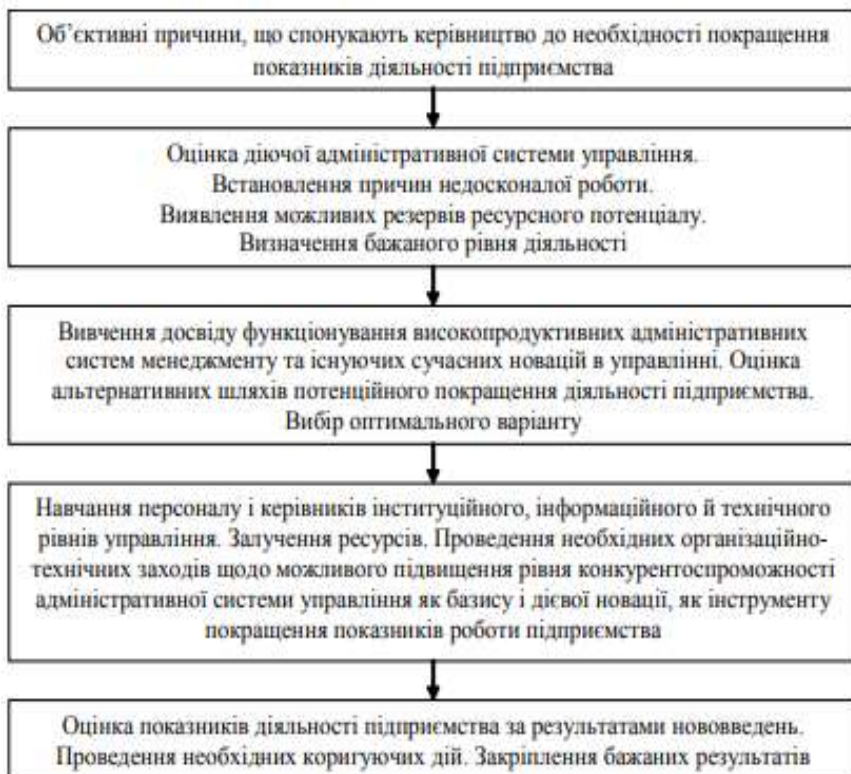 Об’єктивні причини, що спонукають керівництво до необхідності покращення
показників діяльності підприємства
Оцінка діючої адміністративної системи управління.
Встановлення причин недосконалої роботи.
Виявлення можливих резервів ресурсного потенціалу.
Визначення бажаного рівня діяльності
Вивчення досвіду функціонування високопродуктивних адміністративних
систем менеджменту та існуючих сучасних новацій в управлінні. Оцінка
альтернативних шляхів потенційного покращення діяльності підприємства.
Вибір оптимального варіанту
Навчання персоналу і керівників інституційного, інформаційного й технічного
рівнів управління. Залучення ресурсів. Проведення необхідних організаційно-
технічних заходів щодо можливого підвищення рівня конкурентоспроможності
адміністративної системи управління як базису і дієвої новації, як інструменту
покращення показників роботи підприємства
Оцінка показників діяльності підприємства за результатами нововведень.
Проведення необхідних коригуючих дій. Закріплення бажаних результатів